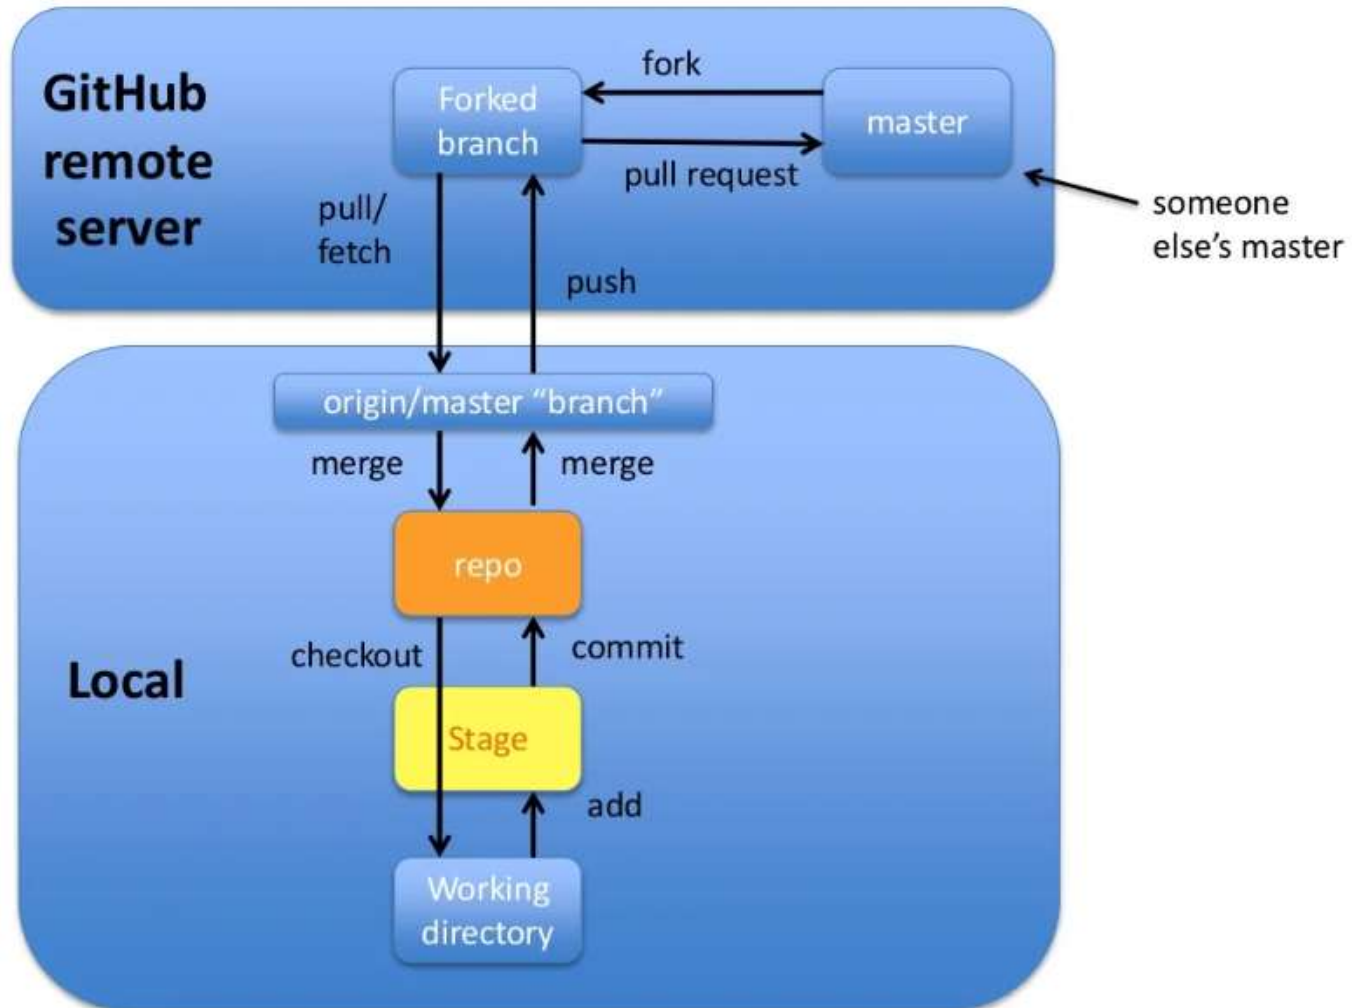 GitHub
remote
server
fork
Forked
branch
master
pull request
someone
else's master
pull/
fetch
push
origin/master “branch”
merge
merge
repo
checkout
commit
Local
Stage
add
Working
directory